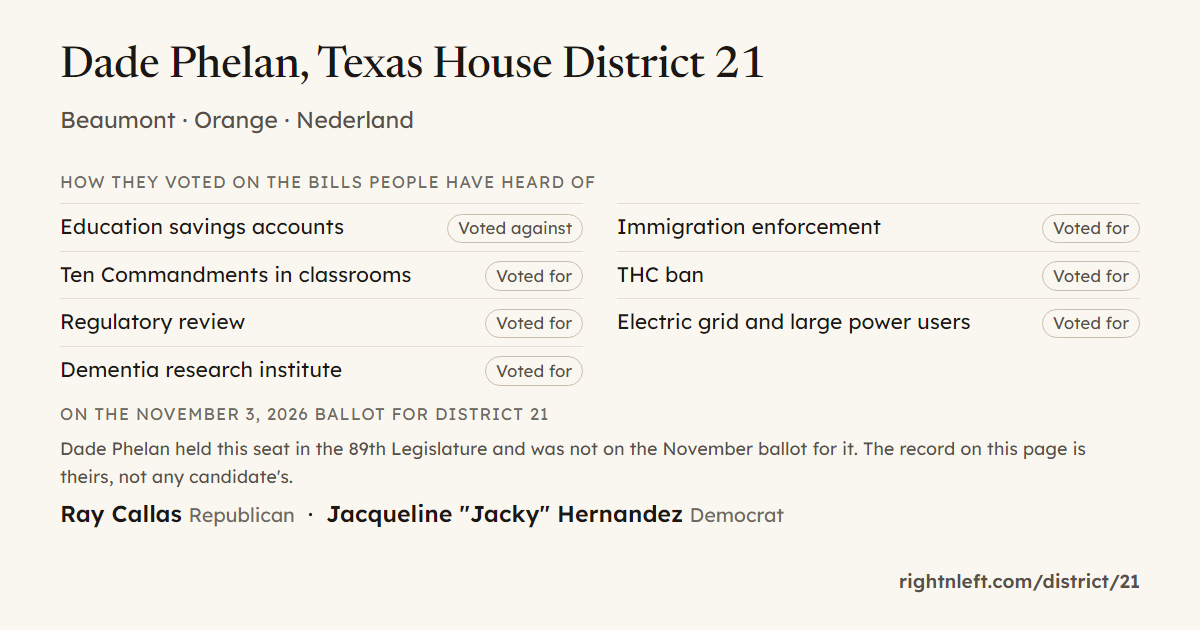 Dade Phelan, Texas House District 21
Beaumont · Orange · Nederland
HOW THEY VOTED ON THE BILLS PEOPLE HAVE HEARD OF
Education savings accounts Voted against
Ten Commandments in classrooms Voted for
Regulatory review Voted for
Dementia research institute Voted for
Immigration enforcement Voted for
THC ban Voted for
Electric grid and large power users Voted for
ON THE NOVEMBER 3, 2026 BALLOT FOR DISTRICT 21
Dade Phelan held this seat in the 89th Legislature and was not on the November ballot for it. The record on this page is
theirs, not any candidate's.
Ray Callas Republican · Jacqueline "Jacky" Hernandez Democrat
rightnleft.com/district/21